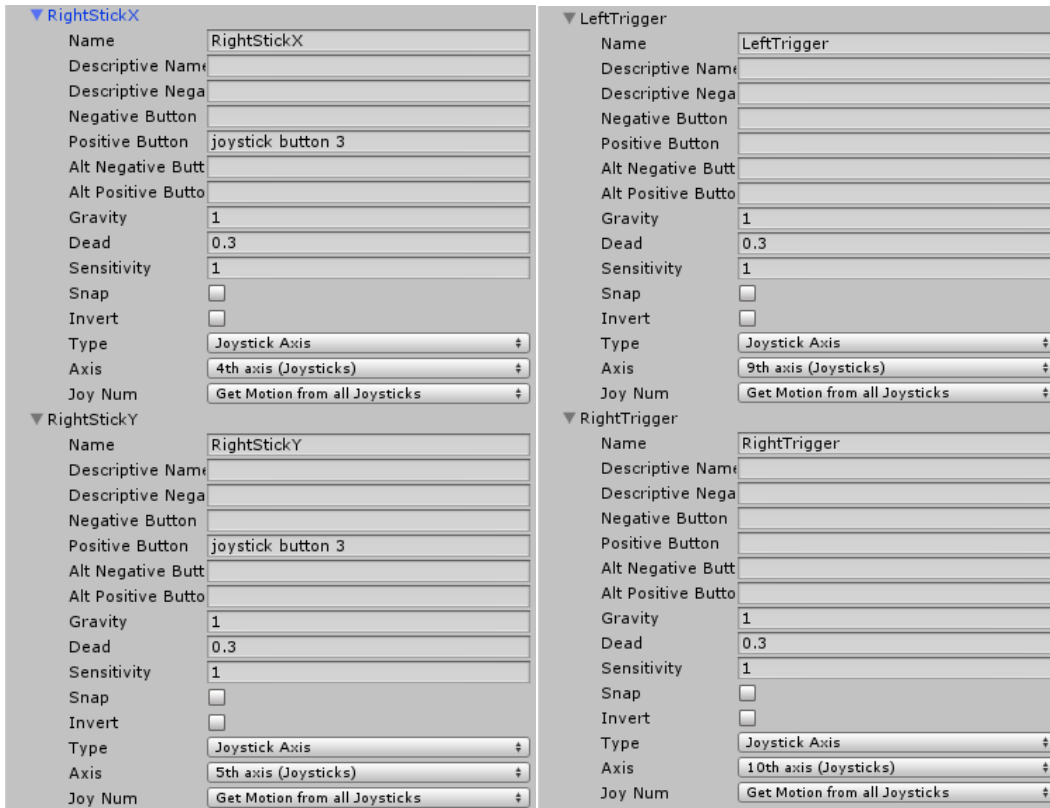 RightStickX
Name RightStickX
Descriptive Name
Descriptive Nega
Negative Button
Positive Button joystick button 3
Alt Negative Butt
Alt Positive Butto
Gravity 1
Dead 0.3
Sensitivity 1
Snap
Invert
Type Joystick Axis
Axis 4th axis (Joysticks)
Joy Num Get Motion from all Joysticks
RightStickY
Name RightStickY
Descriptive Name
Descriptive Nega
Negative Button
Positive Button joystick button 3
Alt Negative Butt
Alt Positive Butto
Gravity 1
Dead 0.3
Sensitivity 1
Snap
Invert
Type Joystick Axis
Axis 5th axis (Joysticks)
Joy Num Get Motion from all Joysticks
LeftTrigger
Name LeftTrigger
Descriptive Name
Descriptive Nega
Negative Button
Positive Button
Alt Negative Butt
Alt Positive Butto
Gravity 1
Dead 0.3
Sensitivity 1
Snap
Invert
Type Joystick Axis
Axis 9th axis (Joysticks)
Joy Num Get Motion from all Joysticks
RightTrigger
Name RightTrigger
Descriptive Name
Descriptive Nega
Negative Button
Positive Button
Alt Negative Butt
Alt Positive Butto
Gravity 1
Dead 0.3
Sensitivity 1
Snap
Invert
Type Joystick Axis
Axis 10th axis (Joysticks)
Joy Num Get Motion from all Joysticks